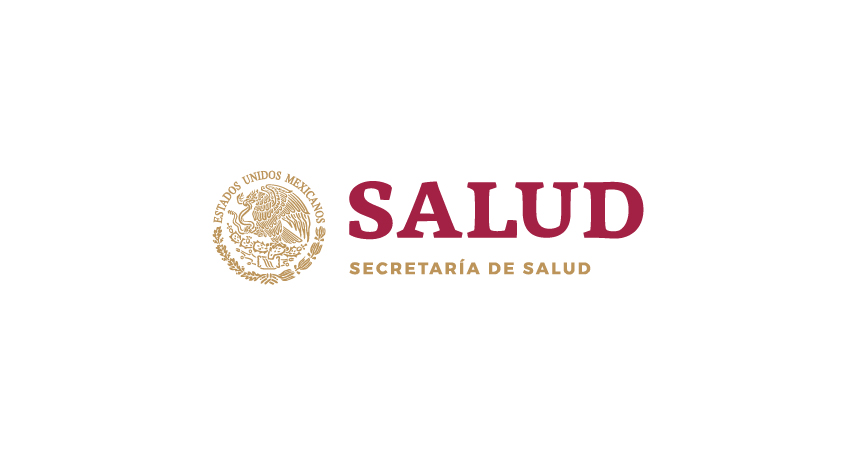 ESTADOS UNIDOS MEXICANOS
SALUD
SECRETARÍA DE SALUD